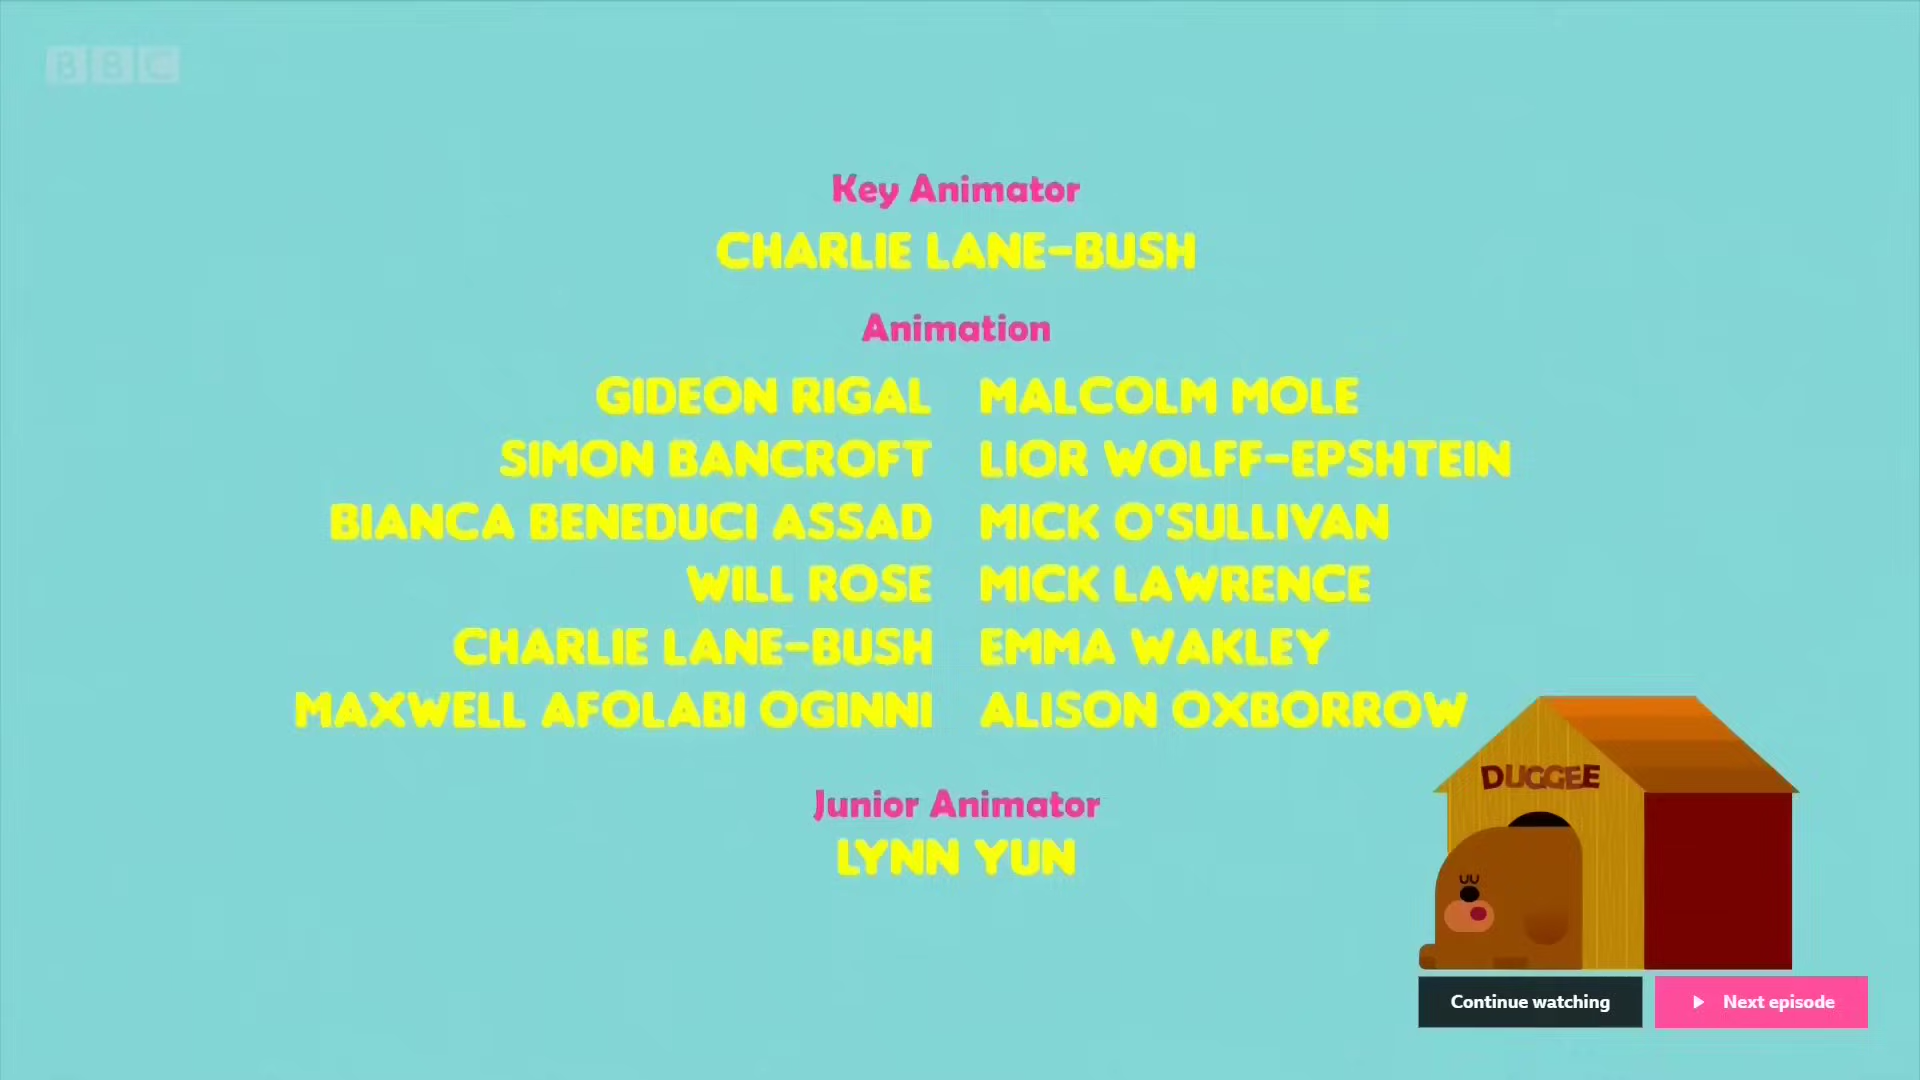 BBC
Key Animator
CHARLIE LANE-BUSH
Animation
GIDEON RIGAL MALCOLM MOLE
SIMON BANCROFT LIOR WOLFF-EPSHTEIN
BIANCA BENEDUCI ASSAD MICK O'SULLIVAN
WILL ROSE MICK LAWRENCE
CHARLIE LANE-BUSH EMMA WAKLEY
MAXWELL AFOLABI OGINNI ALISON OXBORROW
DUGGEE
Junior Animator
LYNN YUN
Continue watching Next episode